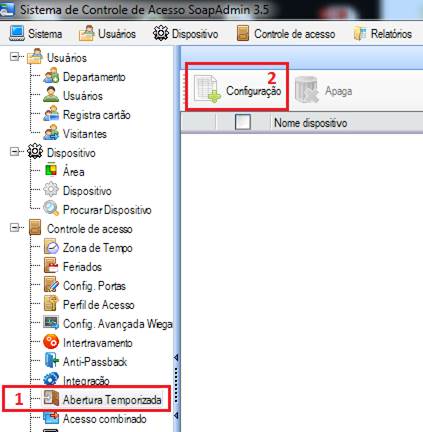 Sistema de Controle de Acesso SoapAdmin 3.5
Sistema Usuários Dispositivo Controle de acesso Relatórios
Usuários
Departamento
Usuários
Registra cartão
Visitantes
Dispositivo
Área
Dispositivo
Procurar Dispositivo
Controle de acesso
Zona de Tempo
Feriados
Config. Portas
Perfil de Acesso
Config. Avançada Wiega
Intertravamento
Anti-Passback
Integração
1 Abertura Temporizada
Acesso combinado
2
Configuração Apaga
Nome dispositivo